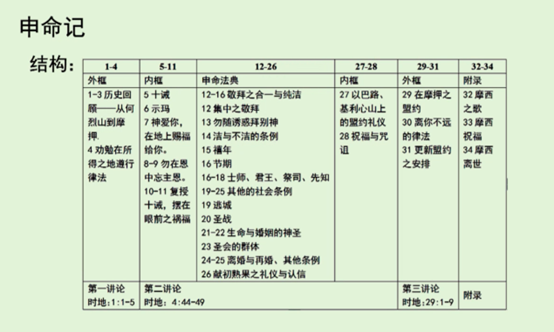 申命记
结构：
1-4
5-11
12-26
27-28
29-31
32-34
外框
1-3 历史回
顾——从何
烈山到摩
押.
4 劝勉在所
得之地遵行
律法
内框
5 十诫
6 示玛
7 神爱你，
在地上赐福
给你。
8-9 勿在恩
中忘主恩。
10-11 复授
十诫，摆在
眼前之祸福
申命法典
12-16 敬拜之合一与纯洁
12 集中之敬拜
13 勿随诱惑拜别神
14 洁与不洁的条例
15 禧年
16 节期
16-18 士师、君王、祭司、先知
19-25 其他的社会条例
19 逃城
20 圣战
21-22 生命与婚姻的神圣
23 圣会的群体
24-25 离婚与再婚、其他条例
26 献初熟果之礼仪与认信
内框
27 以巴路、
基利心山上
的盟约礼仪
28 祝福与咒
诅
外框
29 在摩押之
盟约
30 离你不远
的律法
31 更新盟约
之安排
附录
32 摩西
之歌
33 摩西
祝福
34 摩西
离世
第一讲论
时地:1:1-5
第二讲论
时地: 4:44-49
第三讲论
时地:29:1-9
附录